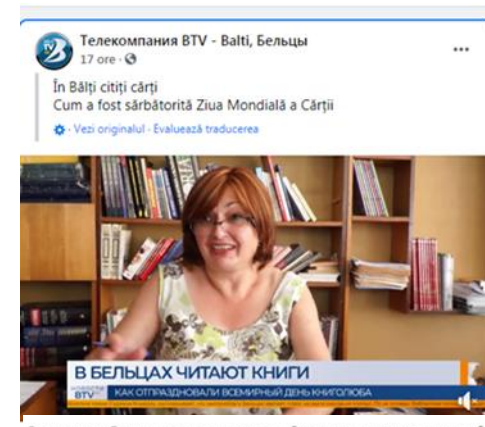 Телекомпания BTV - Balti, Бельцы
17 ore ·
În Bălți citiți cărți
Cum a fost sărbătorită Ziua Mondială a Cărții
· Vezi originalul · Evaluează traducerea
В БЕЛЬЦАХ ЧИТАЮТ КНИГИ
НОВОСТИ
BTV
КАК ОТПРАЗДНОВАЛИ ВСЕМИРНЫЙ ДЕНЬ КНИГОЛЮБА